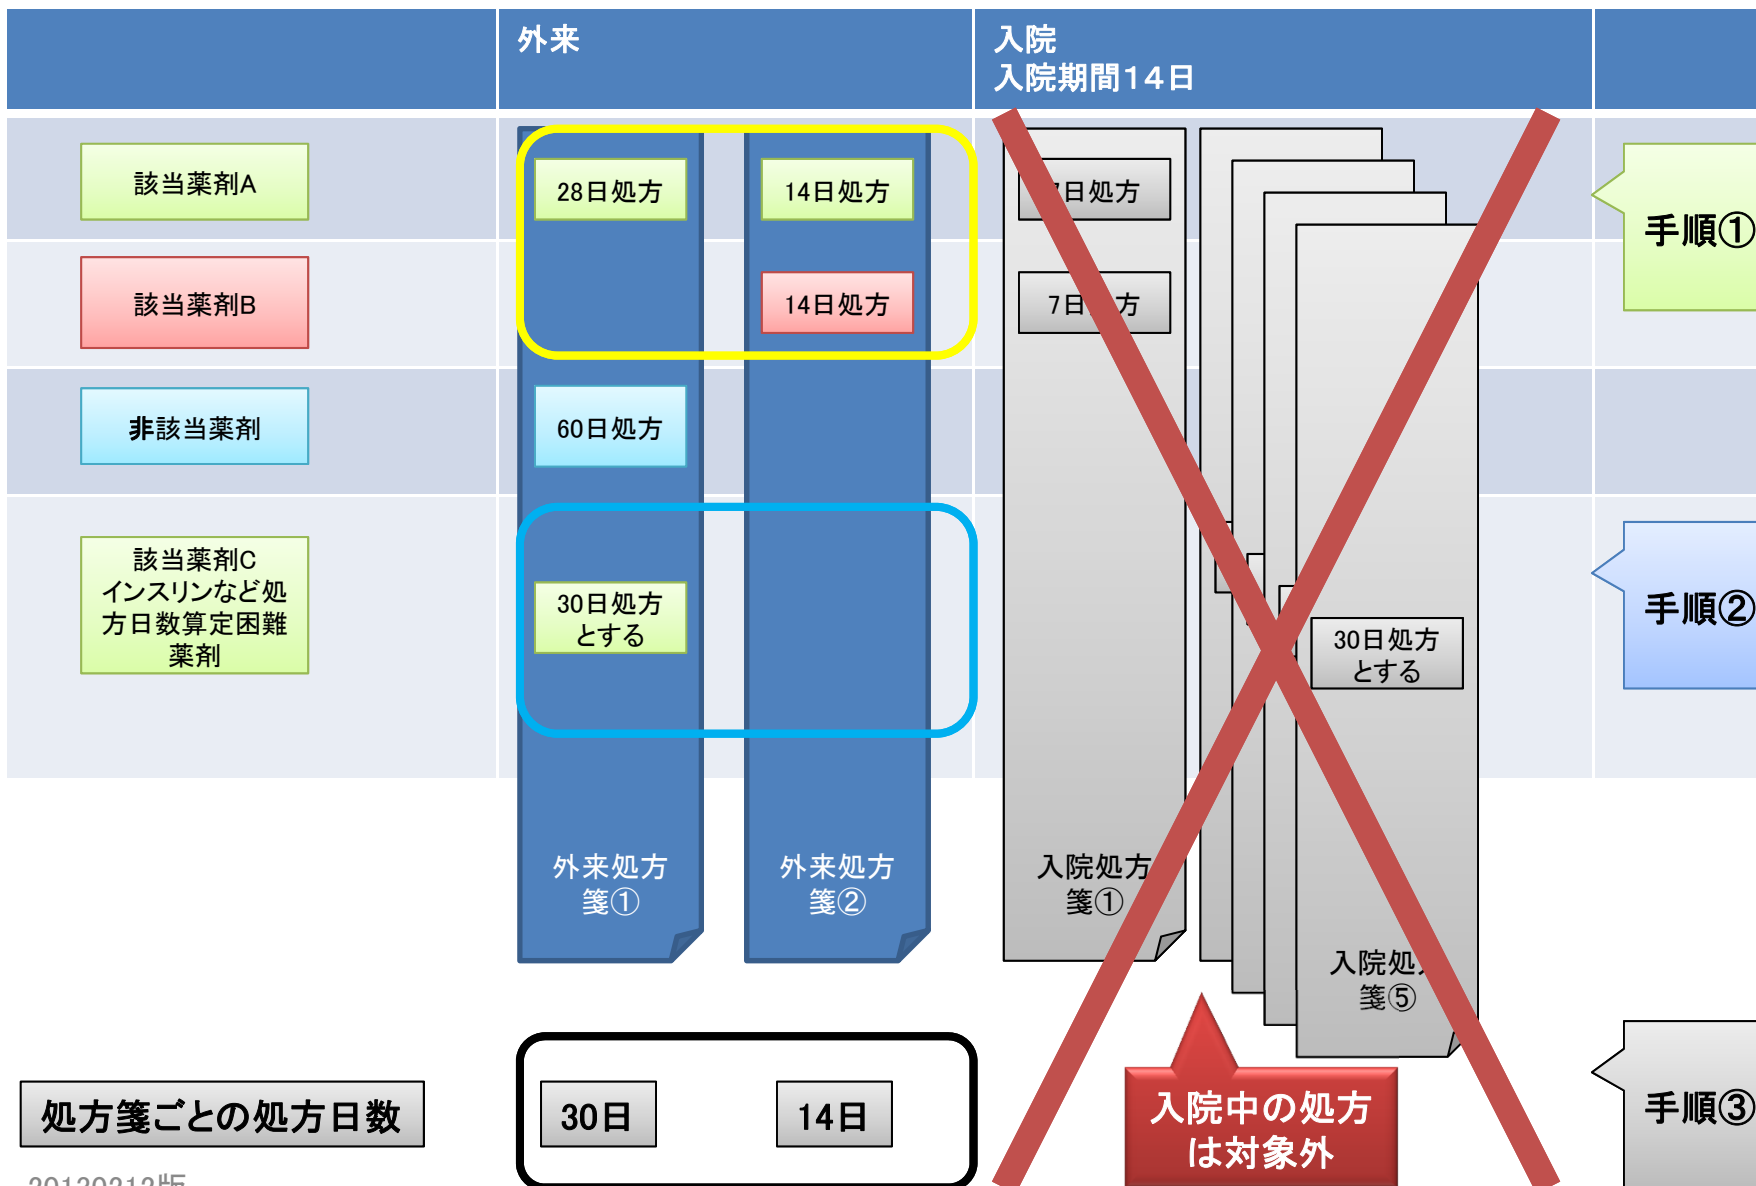 外来
入院
入院期間14日
該当薬剤A
28日処方
14日処方
日処方
手順①
該当薬剤B
14日処方
7日 方
非該当薬剤
60日処方
該当薬剤C
インスリンなど処
方日数算定困難
薬剤
30日処方
とする
30日処方
とする
手順②
外来処方
箋①
外来処方
箋②
入院処方
箋①
入院処
箋⑤
処方箋ごとの処方日数
30日
14日
入院中の処方
は対象外
手順③